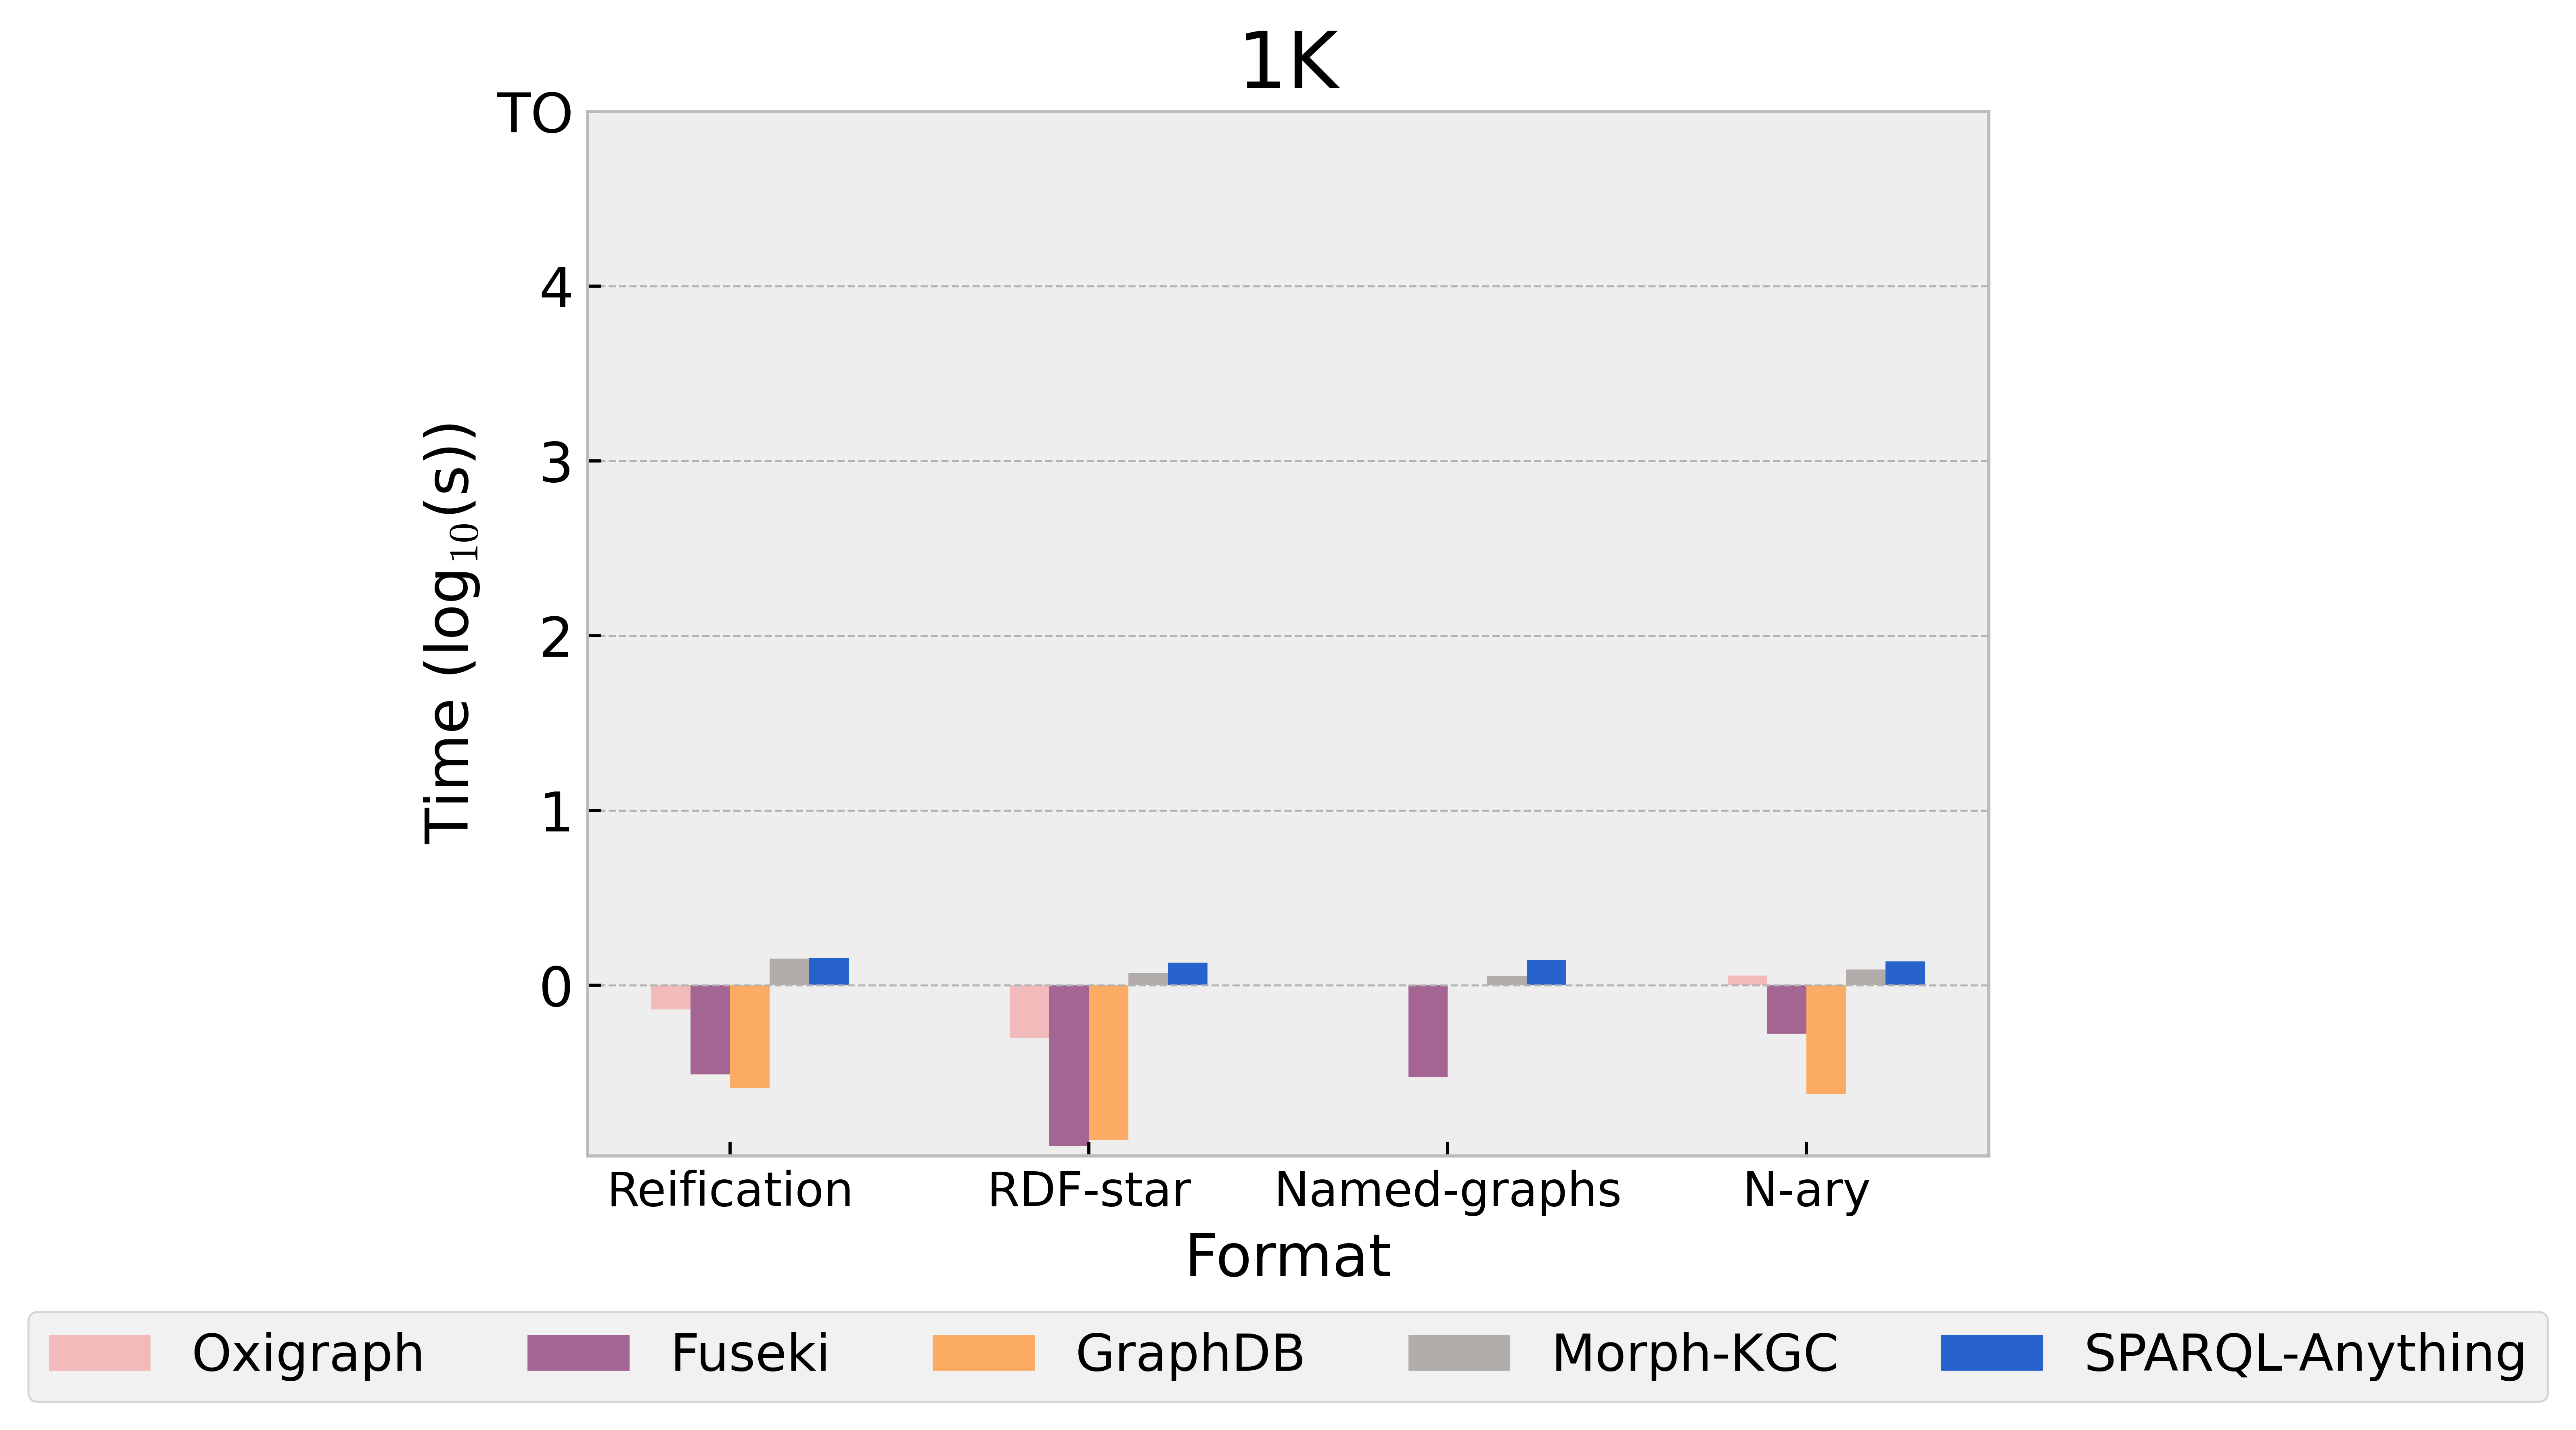 1K
TO
4
3
2
1
0
Time (log₁₀(s))
Reification RDF-star Named-graphs N-ary
Format
Oxigraph Fuseki GraphDB Morph-KGC SPARQL-Anything